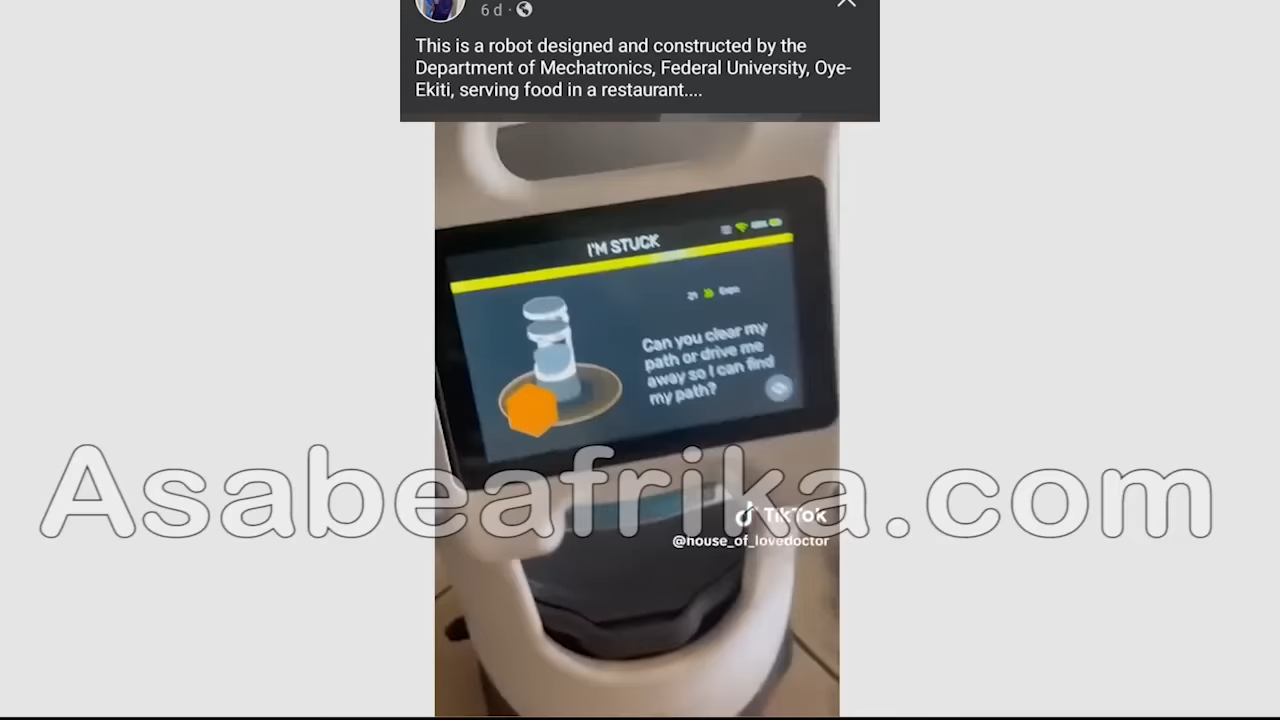 6 d ·
This is a robot designed and constructed by the
Department of Mechatronics, Federal University, Oye-
Ekiti, serving food in a restaurant....
I'M STUCK
Can you clear my
path or drive me
away so I can find
my path?
Asabeafrika.com
TikTok
@house_of_lovedoctor